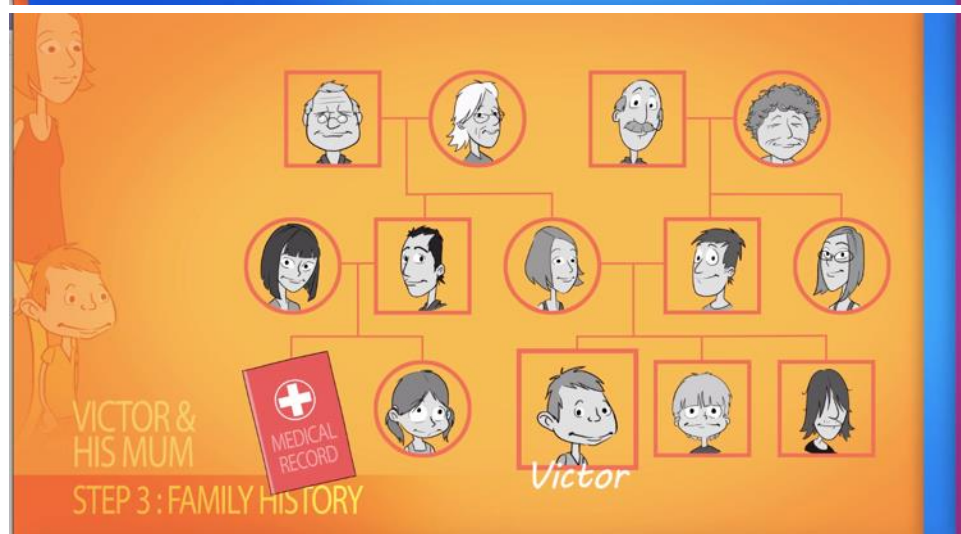 MEDICAL
RECORD
VICTOR &
HIS MUM
STEP 3 : FAMILY HISTORY
Victor